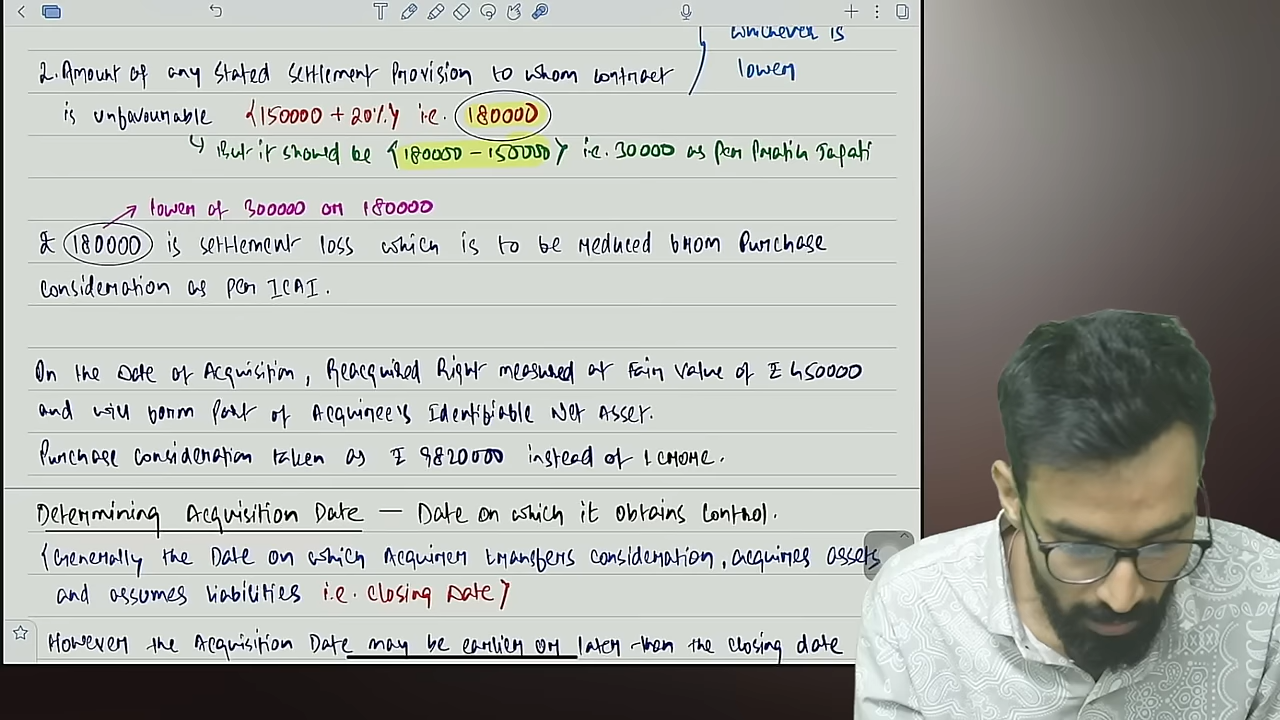 whichever is
lower
2. Amount of any stated settlement Provision to whom contract
is unfavourable {150000 + 20%} i.e. 180000
But it should be {180000 - 150000} i.e. 30000 as per Pratik Jagati
lower of 300000 or 180000
₹ 180000 is settlement loss which is to be reduced from Purchase
consideration as per ICAI.
On the Date of Acquisition, Reacquired Right measured at Fair value of ₹ 450000
and will form Part of Acquiree's Identifiable Net Asset.
Purchase consideration taken as ₹ 9820000 instead of 1 crore.
Determining Acquisition Date — Date on which it obtains control.
(Generally the Date on which Acquirer transfers consideration, acquires assets
and assumes liabilities i.e. closing Date)
However the Acquisition Date may be earlier or later than the closing date